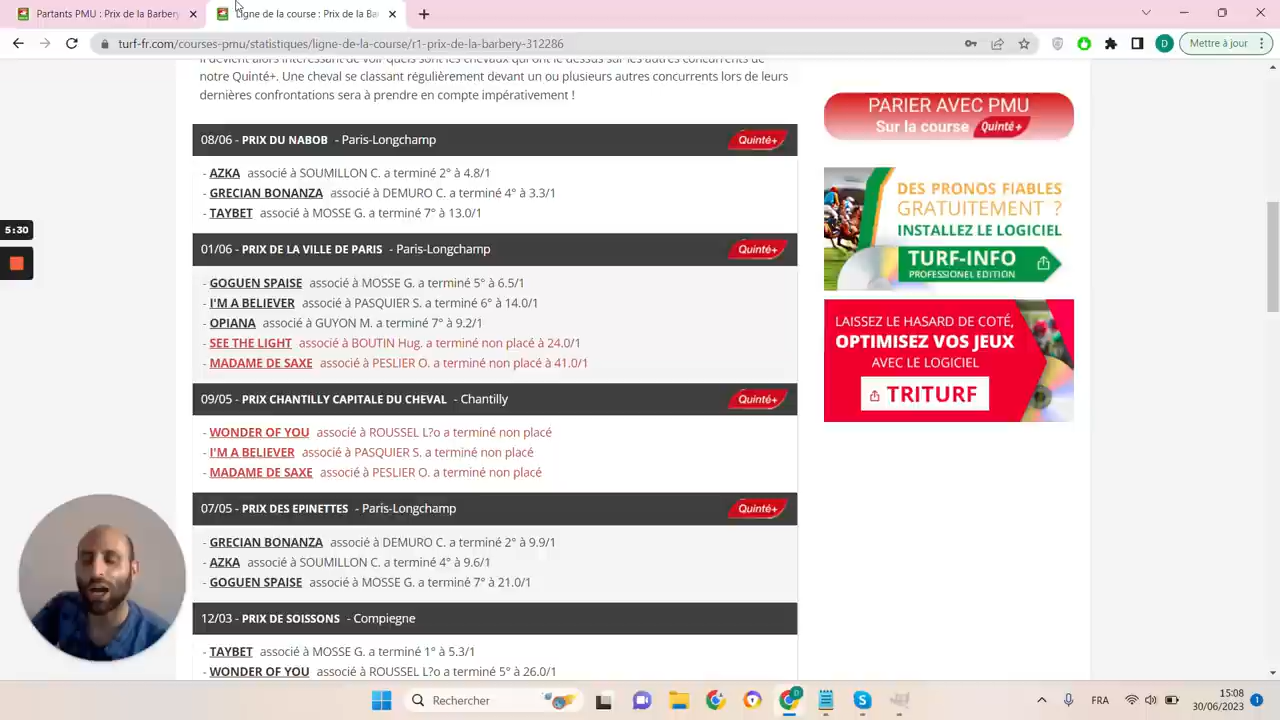 Partants PMU : Prix de la Barbery
Ligne de la course : Prix de la Ba
turf-fr.com/courses-pmu/statistiques/ligne-de-course/r1-prix-de-la-barbery-312286
Mettre à jour
Il devient alors intéressant de voir quels sont les chevaux qui ont le dessus sur les autres concurrents de
notre Quinté+. Une cheval se classant régulièrement devant un ou plusieurs autres concurrents lors de leurs
dernières confrontations sera à prendre en compte impérativement !
08/06 - PRIX DU NABOB - Paris-Longchamp Quinté+
- AZKA associé à SOUMILLON C. a terminé 2° à 4.8/1
- GRECIAN BONANZA associé à DEMURO C. a terminé 4° à 3.3/1
- TAYBET associé à MOSSE G. a terminé 7° à 13.0/1
01/06 - PRIX DE LA VILLE DE PARIS - Paris-Longchamp Quinté+
- GOGUEN SPAISE associé à MOSSE G. a terminé 5° à 6.5/1
- I'M A BELIEVER associé à PASQUIER S. a terminé 6° à 14.0/1
- OPIANA associé à GUYON M. a terminé 7° à 9.2/1
- SEE THE LIGHT associé à BOUTIN Hug. a terminé non placé à 24.0/1
- MADAME DE SAXE associé à PESLIER O. a terminé non placé à 41.0/1
09/05 - PRIX CHANTILLY CAPITALE DU CHEVAL - Chantilly Quinté+
- WONDER OF YOU associé à ROUSSEL L?o a terminé non placé
- I'M A BELIEVER associé à PASQUIER S. a terminé non placé
- MADAME DE SAXE associé à PESLIER O. a terminé non placé
07/05 - PRIX DES EPINETTES - Paris-Longchamp Quinté+
- GRECIAN BONANZA associé à DEMURO C. a terminé 2° à 9.9/1
- AZKA associé à SOUMILLON C. a terminé 4° à 9.6/1
- GOGUEN SPAISE associé à MOSSE G. a terminé 7° à 21.0/1
12/03 - PRIX DE SOISSONS - Compiegne
- TAYBET associé à MOSSE G. a terminé 1° à 5.3/1
- WONDER OF YOU associé à ROUSSEL L?o a terminé 5° à 26.0/1
PARIER AVEC PMU
Sur la course Quinté+
DES PRONOS FIABLES
GRATUITEMENT ?
INSTALLEZ LE LOGICIEL
TURF-INFO
PROFESSIONEL EDITION
LAISSEZ LE HASARD DE COTÉ,
OPTIMISEZ VOS JEUX
AVEC LE LOGICIEL
TRITURF
5:30
Rechercher
D
FRA
15:08
30/06/2023
1